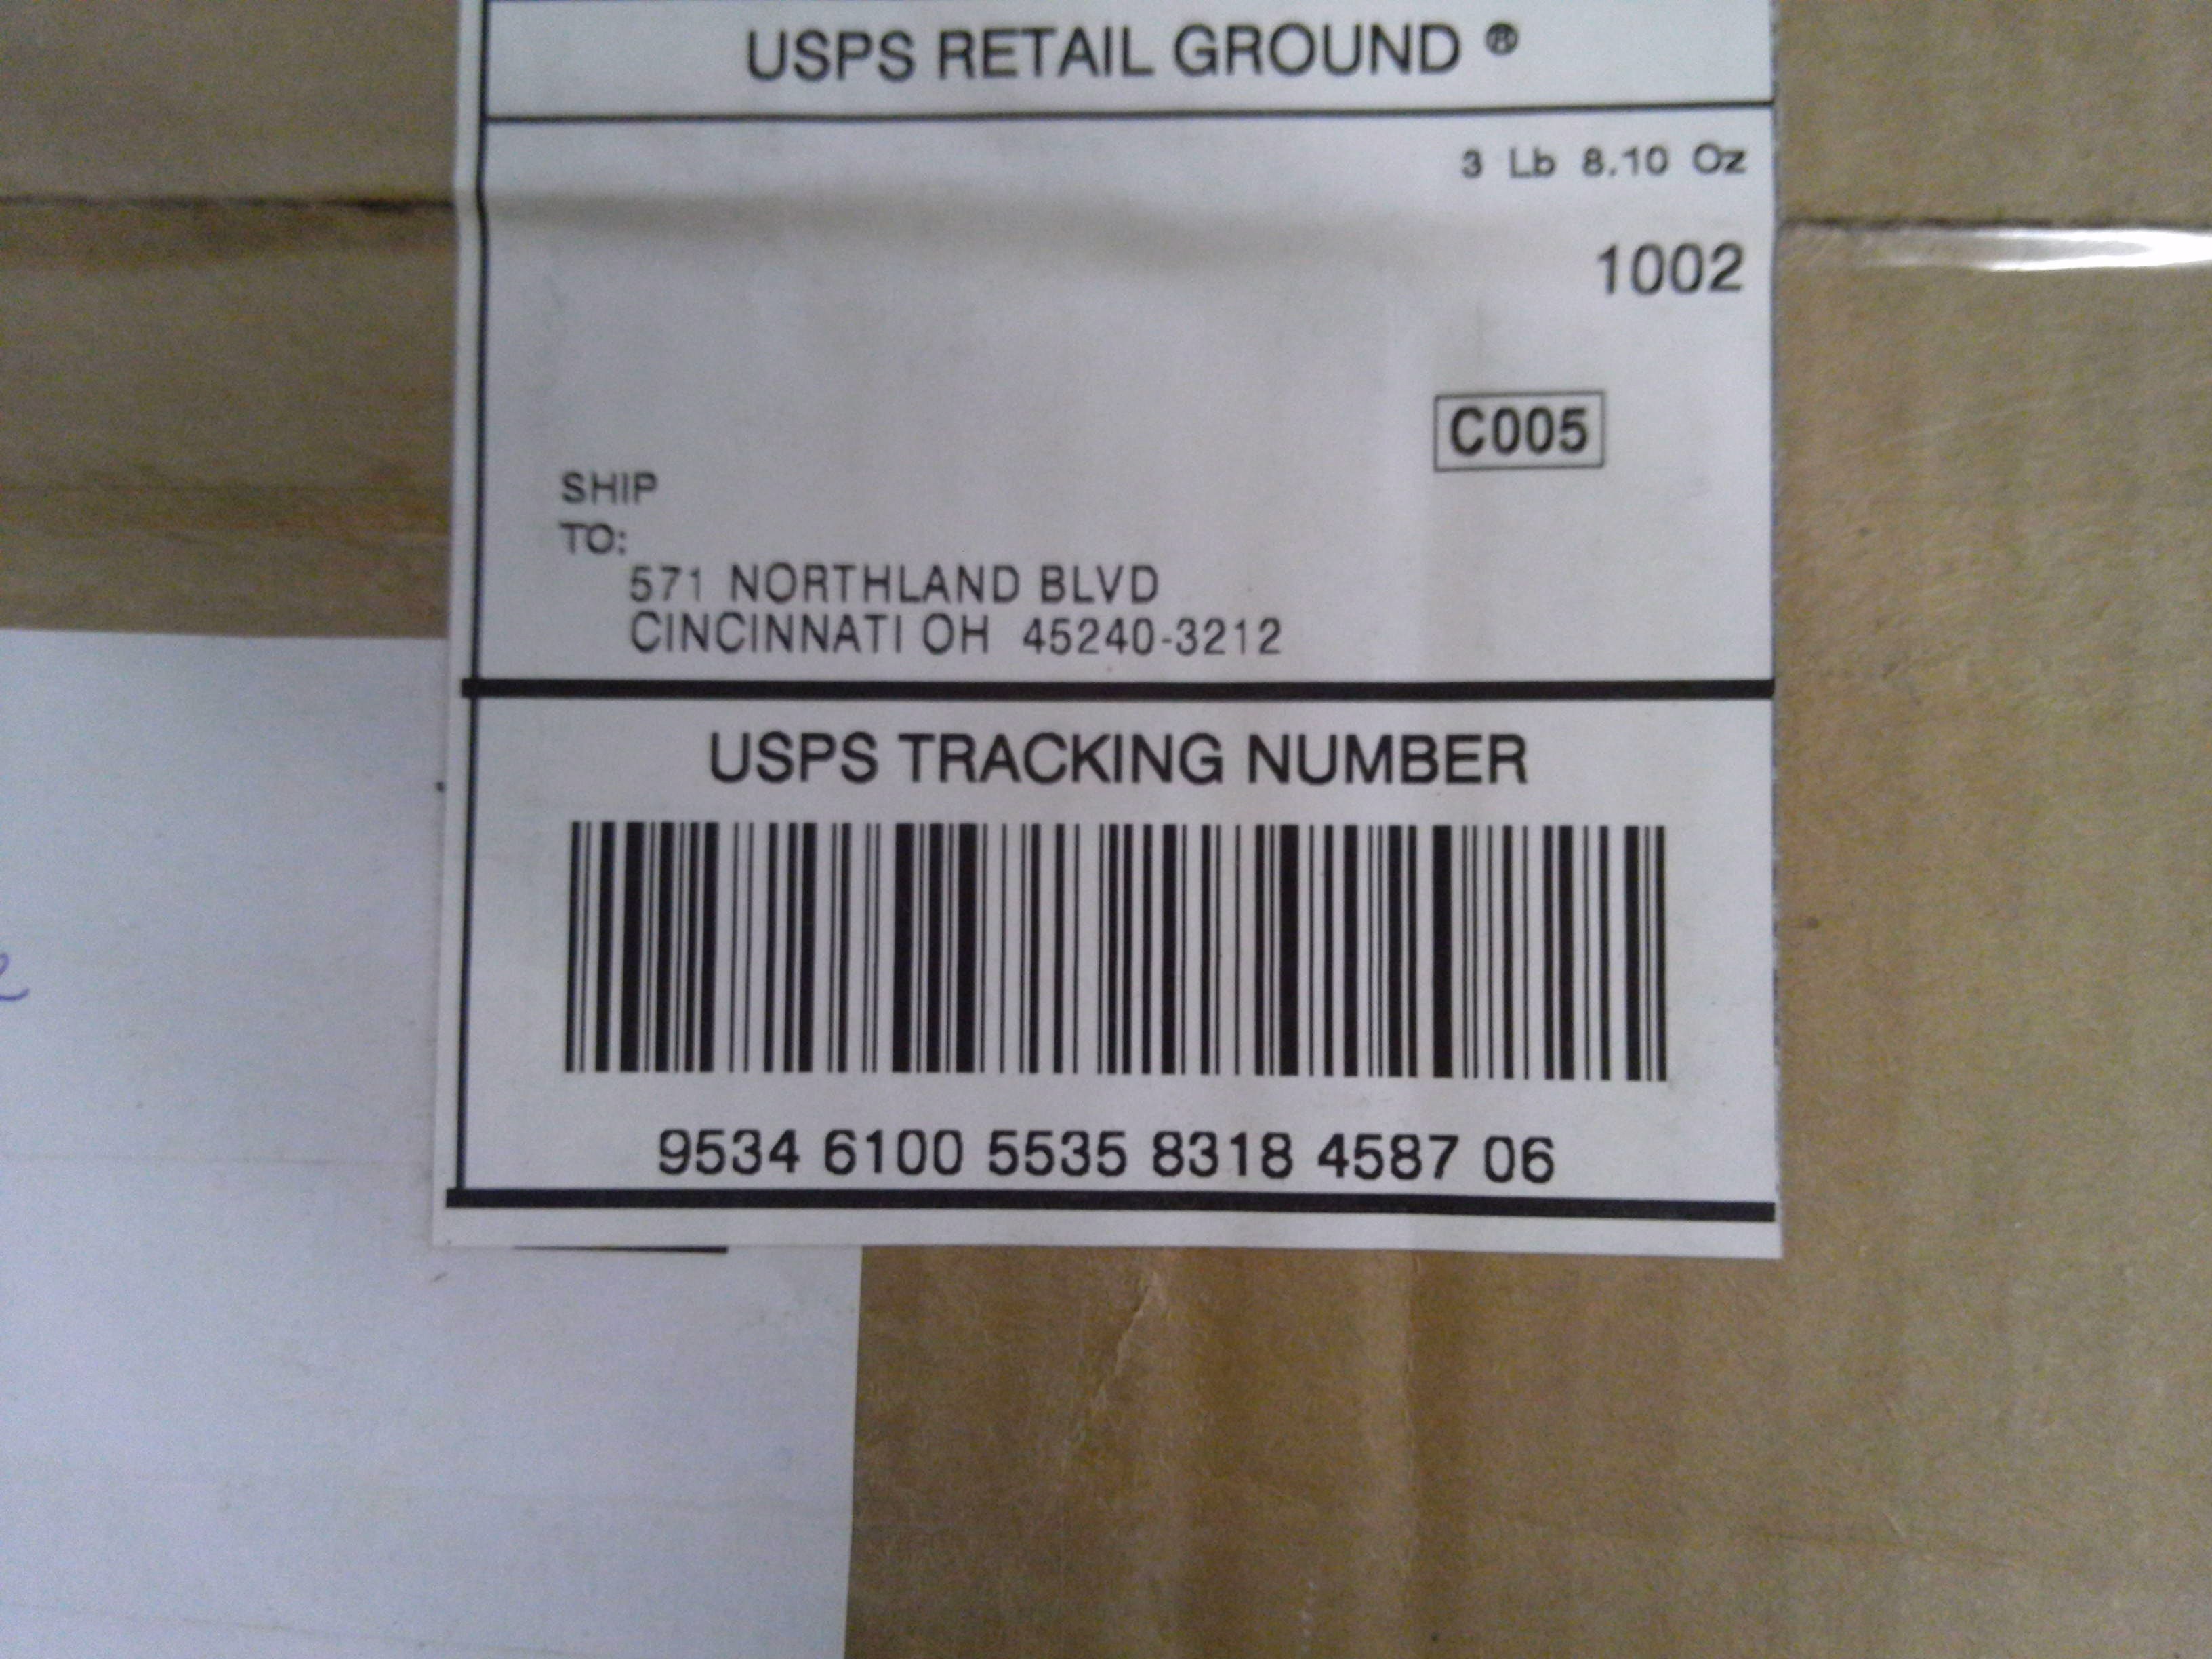 USPS RETAIL GROUND ®
3 Lb 8.10 Oz
1002
C005
SHIP
TO:
571 NORTHLAND BLVD
CINCINNATI OH 45240-3212
USPS TRACKING NUMBER
9534 6100 5535 8318 4587 06